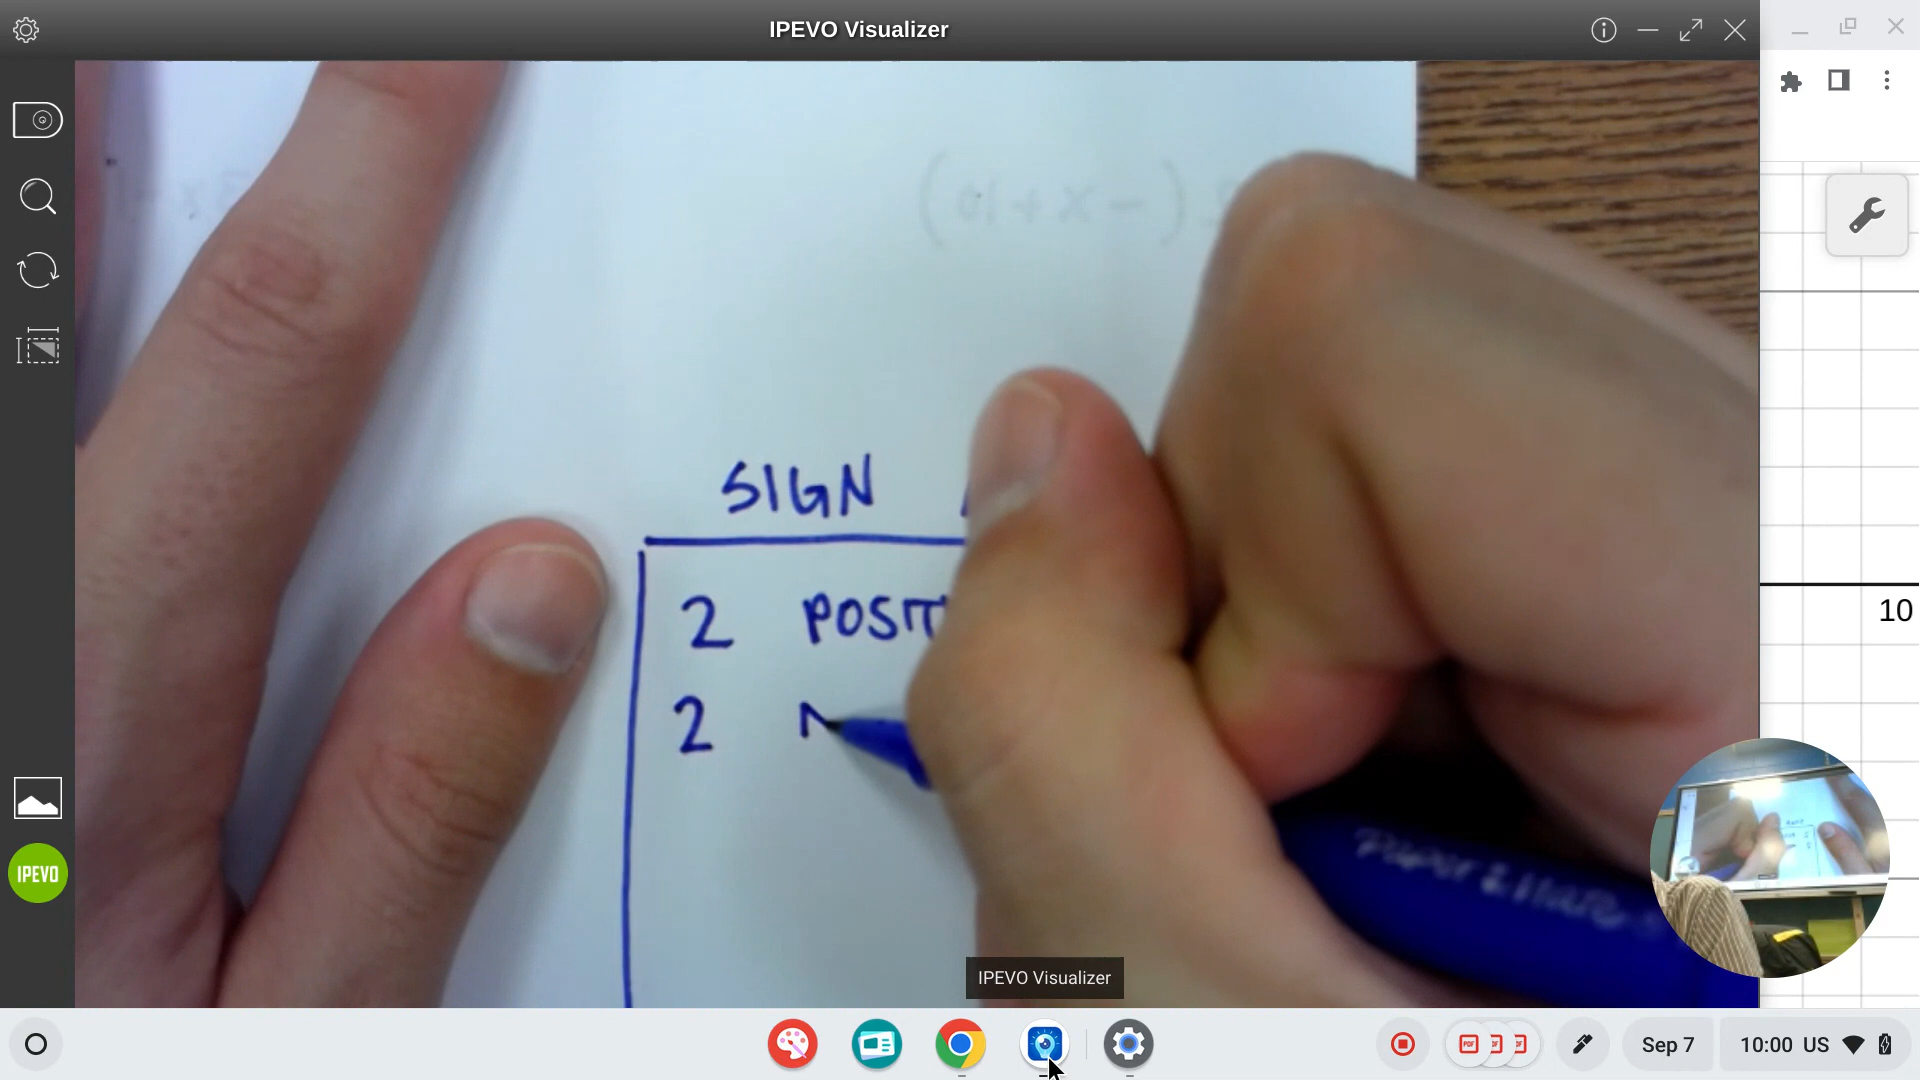 IPEVO Visualizer
SIGN
2 POSIT
2 N
10
IPEVO
IPEVO Visualizer
Sep 7
10:00 US